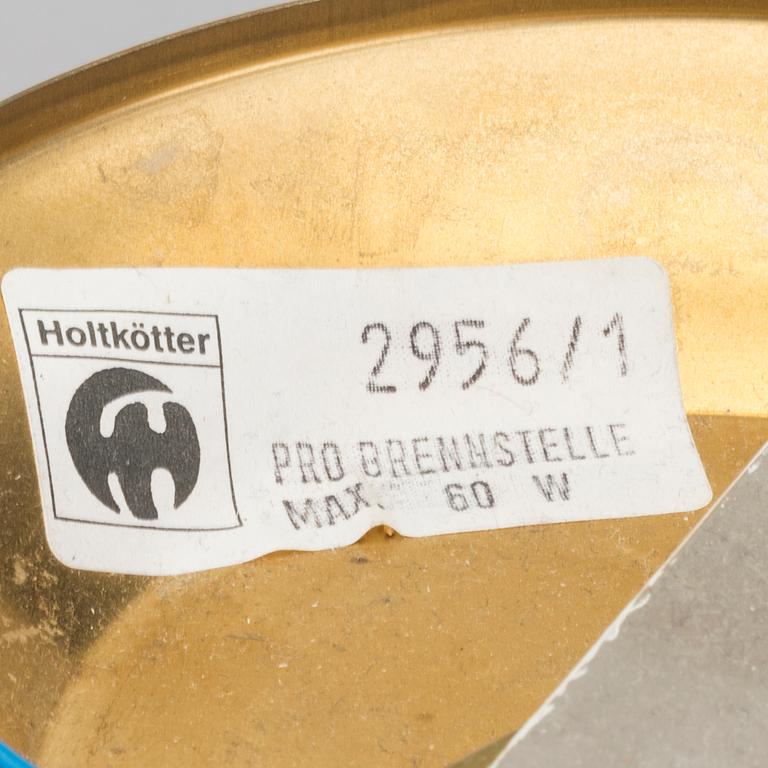 Holtkötter
2956/1
PRO BRENNSTELLE
MAX. 60 W